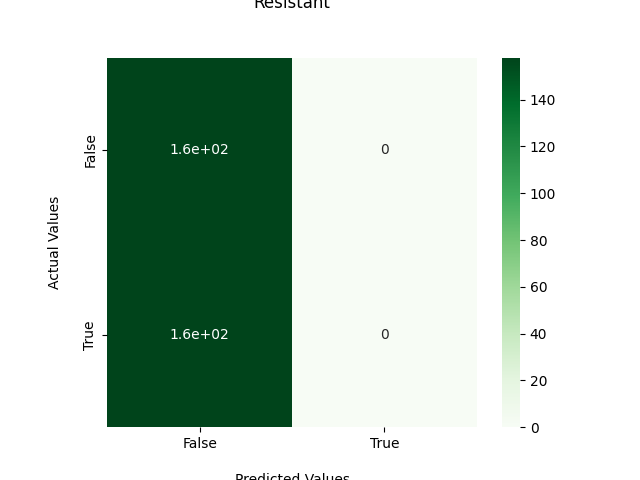 Resistant
Actual Values
False
1.6e+02
0
True
1.6e+02
0
False
True
Predicted Values
140
120
100
80
60
40
20
0